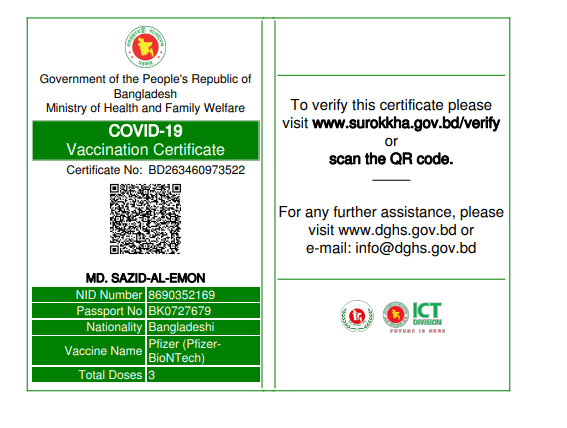 Government of the People's Republic of
Bangladesh
Ministry of Health and Family Welfare
COVID-19
Vaccination Certificate
Certificate No: BD263460973522
MD. SAZID-AL-EMON
NID Number 8690352169
Passport No BK0727679
Nationality Bangladeshi
Vaccine Name Pfizer (Pfizer-
BioNTech)
Total Doses 3
To verify this certificate please
visit www.surokkha.gov.bd/verify
or
scan the QR code.
For any further assistance, please
visit www.dghs.gov.bd or
e-mail: info@dghs.gov.bd
ICT
DIVISION
FUTURE IS HERE